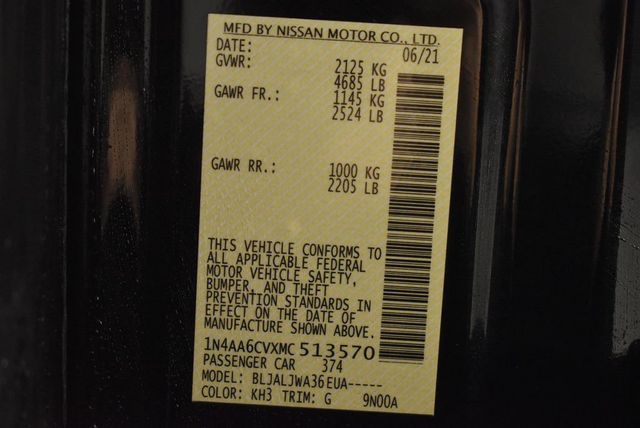 MFD BY NISSAN MOTOR CO., LTD.
DATE: 06/21
GVWR: 2125 KG
4685 LB
GAWR FR.: 1145 KG
2524 LB
GAWR RR.: 1000 KG
2205 LB
THIS VEHICLE CONFORMS TO
ALL APPLICABLE FEDERAL
MOTOR VEHICLE SAFETY,
BUMPER, AND THEFT
PREVENTION STANDARDS IN
EFFECT ON THE DATE OF
MANUFACTURE SHOWN ABOVE.
1N4AA6CVXMC513570
PASSENGER CAR 374
MODEL: BLJALJWA36EUA-----
COLOR: KH3 TRIM: G 9N00A